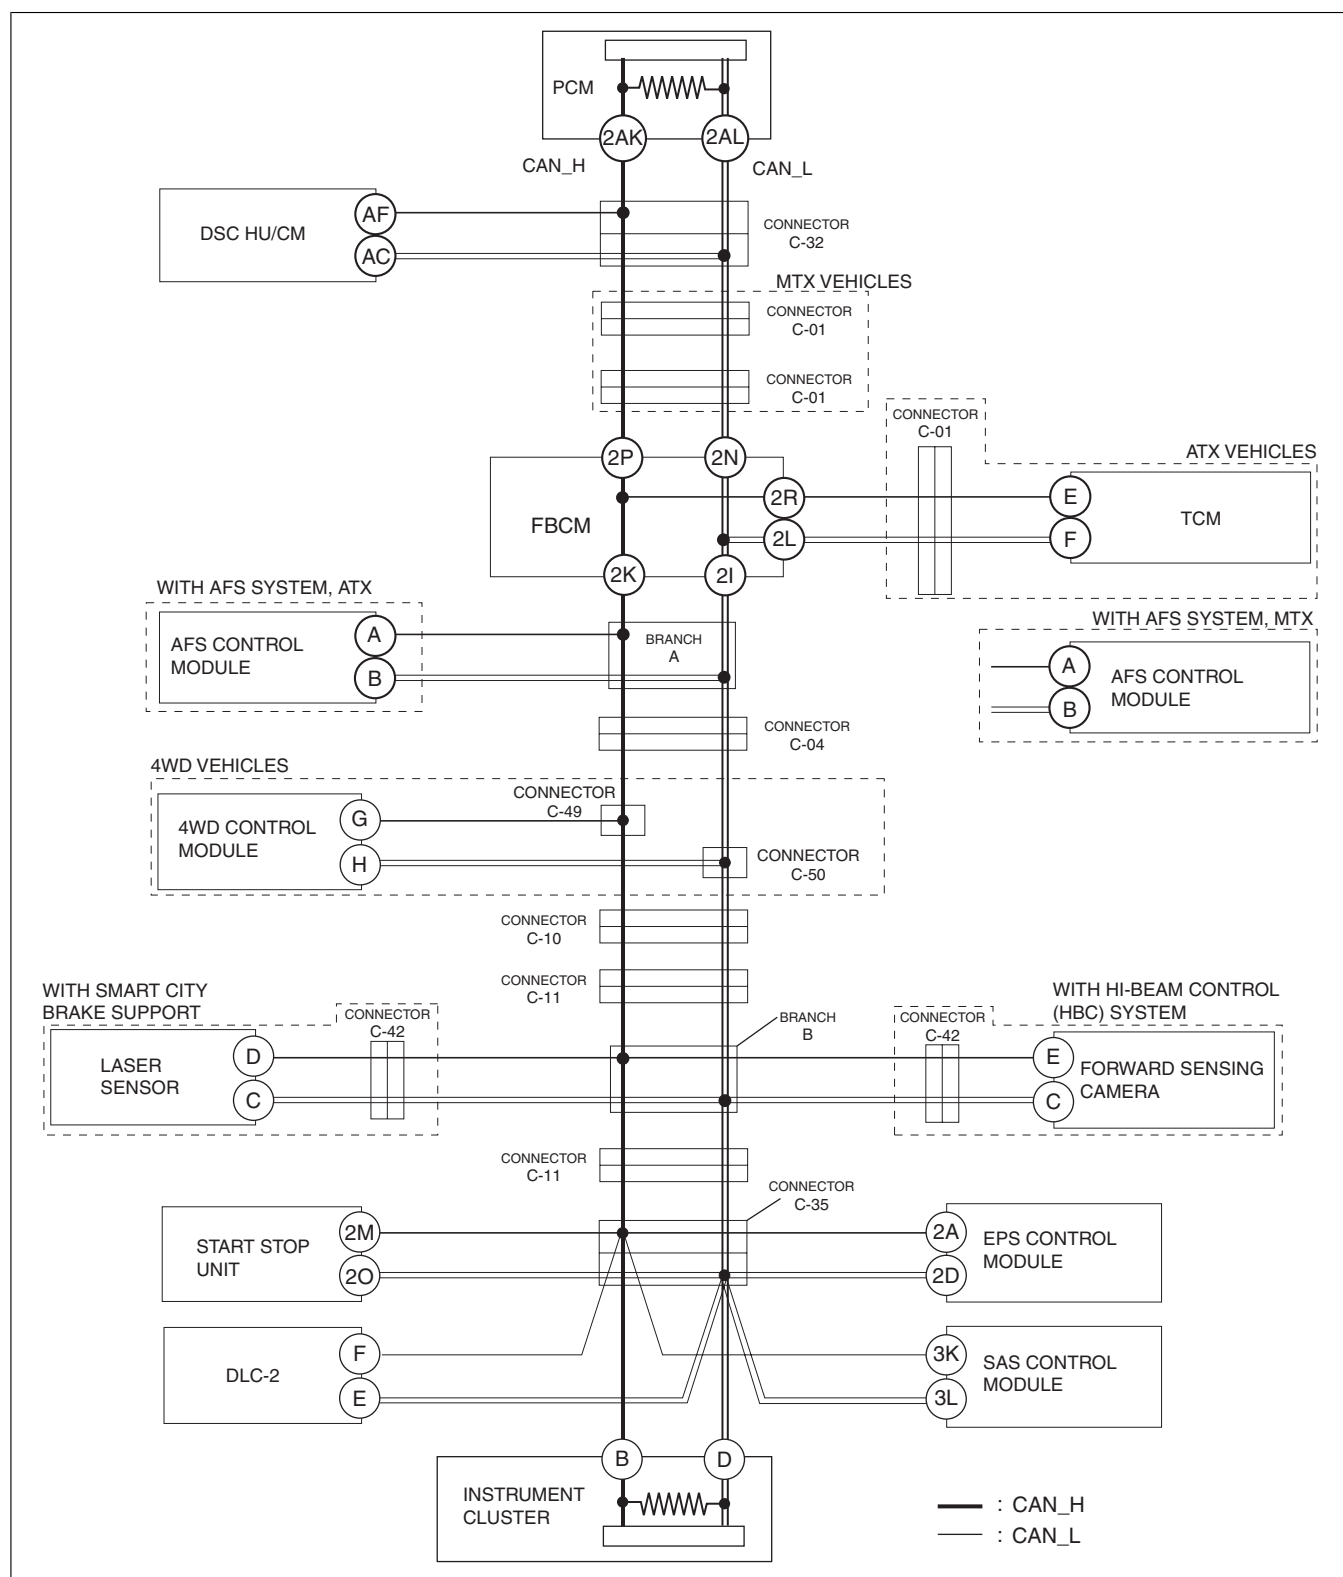 PCM
2AK
2AL
CAN_H
CAN_L
DSC HU/CM
AF
AC
CONNECTOR
C-32
MTX VEHICLES
CONNECTOR
C-01
CONNECTOR
C-01
CONNECTOR
C-01
ATX VEHICLES
2P
2N
2R
2L
FBCM
2K
2I
E
F
TCM
WITH AFS SYSTEM, ATX
AFS CONTROL
MODULE
A
B
BRANCH
A
WITH AFS SYSTEM, MTX
A
B
AFS CONTROL
MODULE
CONNECTOR
C-04
4WD VEHICLES
4WD CONTROL
MODULE
G
H
CONNECTOR
C-49
CONNECTOR
C-50
CONNECTOR
C-10
CONNECTOR
C-11
WITH SMART CITY
BRAKE SUPPORT
CONNECTOR
C-42
LASER
SENSOR
D
C
BRANCH
B
WITH HI-BEAM CONTROL
(HBC) SYSTEM
CONNECTOR
C-42
E
C
FORWARD SENSING
CAMERA
CONNECTOR
C-11
CONNECTOR
C-35
START STOP
UNIT
2M
2O
2A
2D
EPS CONTROL
MODULE
DLC-2
F
E
3K
3L
SAS CONTROL
MODULE
B
D
INSTRUMENT
CLUSTER
: CAN_H
: CAN_L